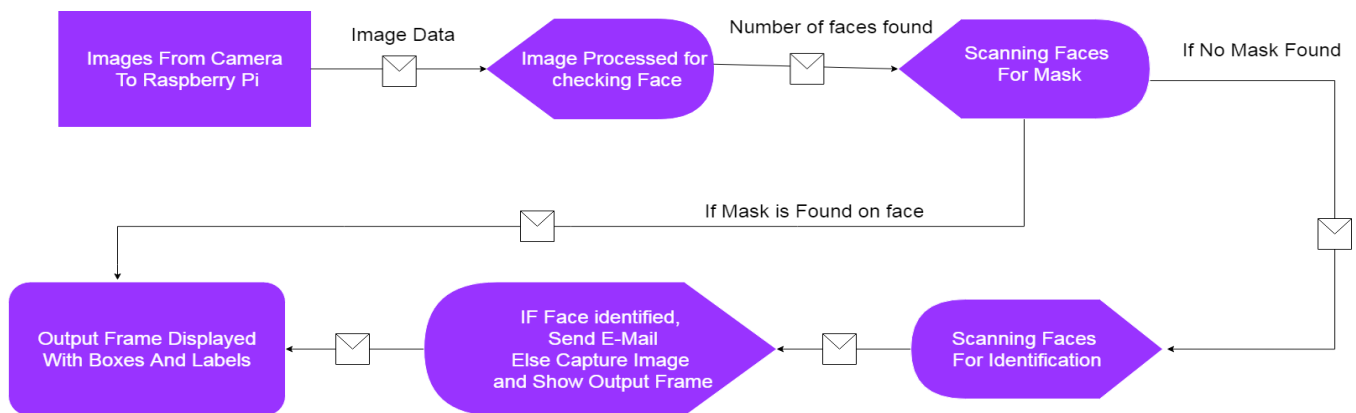 Images From Camera
To Raspberry Pi
Image Data
Image Processed for
checking Face
Number of faces found
Scanning Faces
For Mask
If No Mask Found
If Mask is Found on face
Output Frame Displayed
With Boxes And Labels
IF Face identified,
Send E-Mail
Else Capture Image
and Show Output Frame
Scanning Faces
For Identification